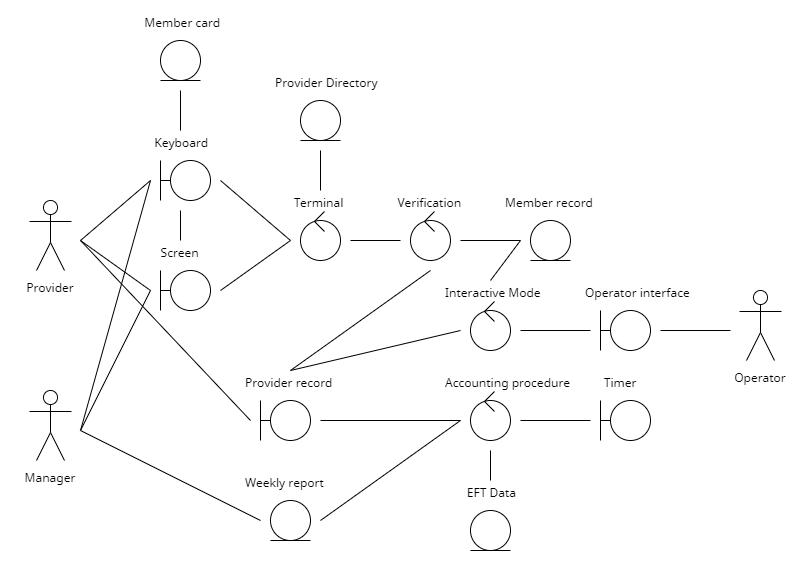 Member card
Provider Directory
Keyboard
Terminal
Verification
Member record
Screen
Provider
Interactive Mode
Operator interface
Operator
Provider record
Accounting procedure
Timer
Manager
Weekly report
EFT Data